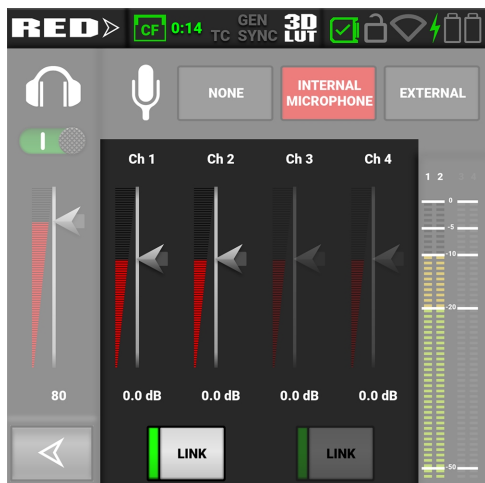 RED
CF 0:14
GEN
TC SYNC
3D
LUT
NONE
INTERNAL
MICROPHONE
EXTERNAL
Ch 1 Ch 2 Ch 3 Ch 4
1 2 3 4
0
-5
-10
-20
-50
80 0.0 dB 0.0 dB 0.0 dB 0.0 dB
LINK LINK